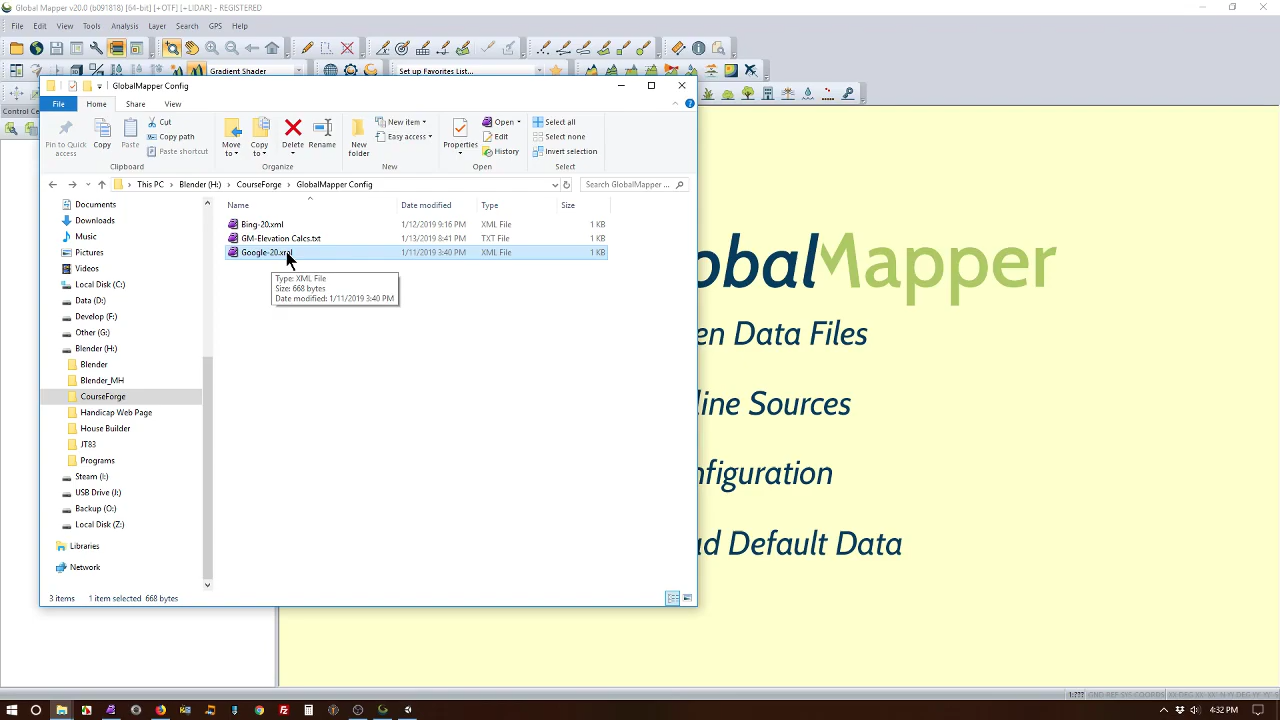 GlobalMapper v20.0 (b091818) [64-bit] [+OTF] [+LIDAR] - REGISTERED
File Edit View Tools Analysis Layer Search GPS Help
Gradient Shader
Set up Favorites List...
GlobalMapper Config
File Home Share View
Pin to Quick access
Copy
Paste
Cut
Copy path
Paste shortcut
Clipboard
Move to
Copy to
Delete
Rename
Organize
New folder
New item
Easy access
New
Properties
Open
Edit
History
Open
Select all
Select none
Invert selection
Select
This PC > Blender (H:) > CourseForge > GlobalMapper Config
Search GlobalMapper ...
Name Date modified Type Size
Bing-20.xml 1/12/2019 9:16 PM XML File 1 KB
GM-Elevation Calcs.txt 1/13/2019 8:41 PM TXT File 1 KB
Google-20.xml 1/11/2019 3:40 PM XML File 1 KB
Type: XML File
Size: 668 bytes
Date modified: 1/11/2019 3:40 PM
Documents
Downloads
Music
Pictures
Videos
Local Disk (C:)
Data (D:)
Develop (F:)
Other (G:)
Blender (H:)
Blender
Blender_MH
CourseForge
Handicap Web Page
House Builder
JT83
Programs
Steam (I:)
USB Drive (J:)
Backup (O:)
Local Disk (Z:)
Libraries
Network
3 items 1 item selected 668 bytes
Control Ce
obalMapper
en Data Files
line Sources
nfiguration
ad Default Data
4:32 PM